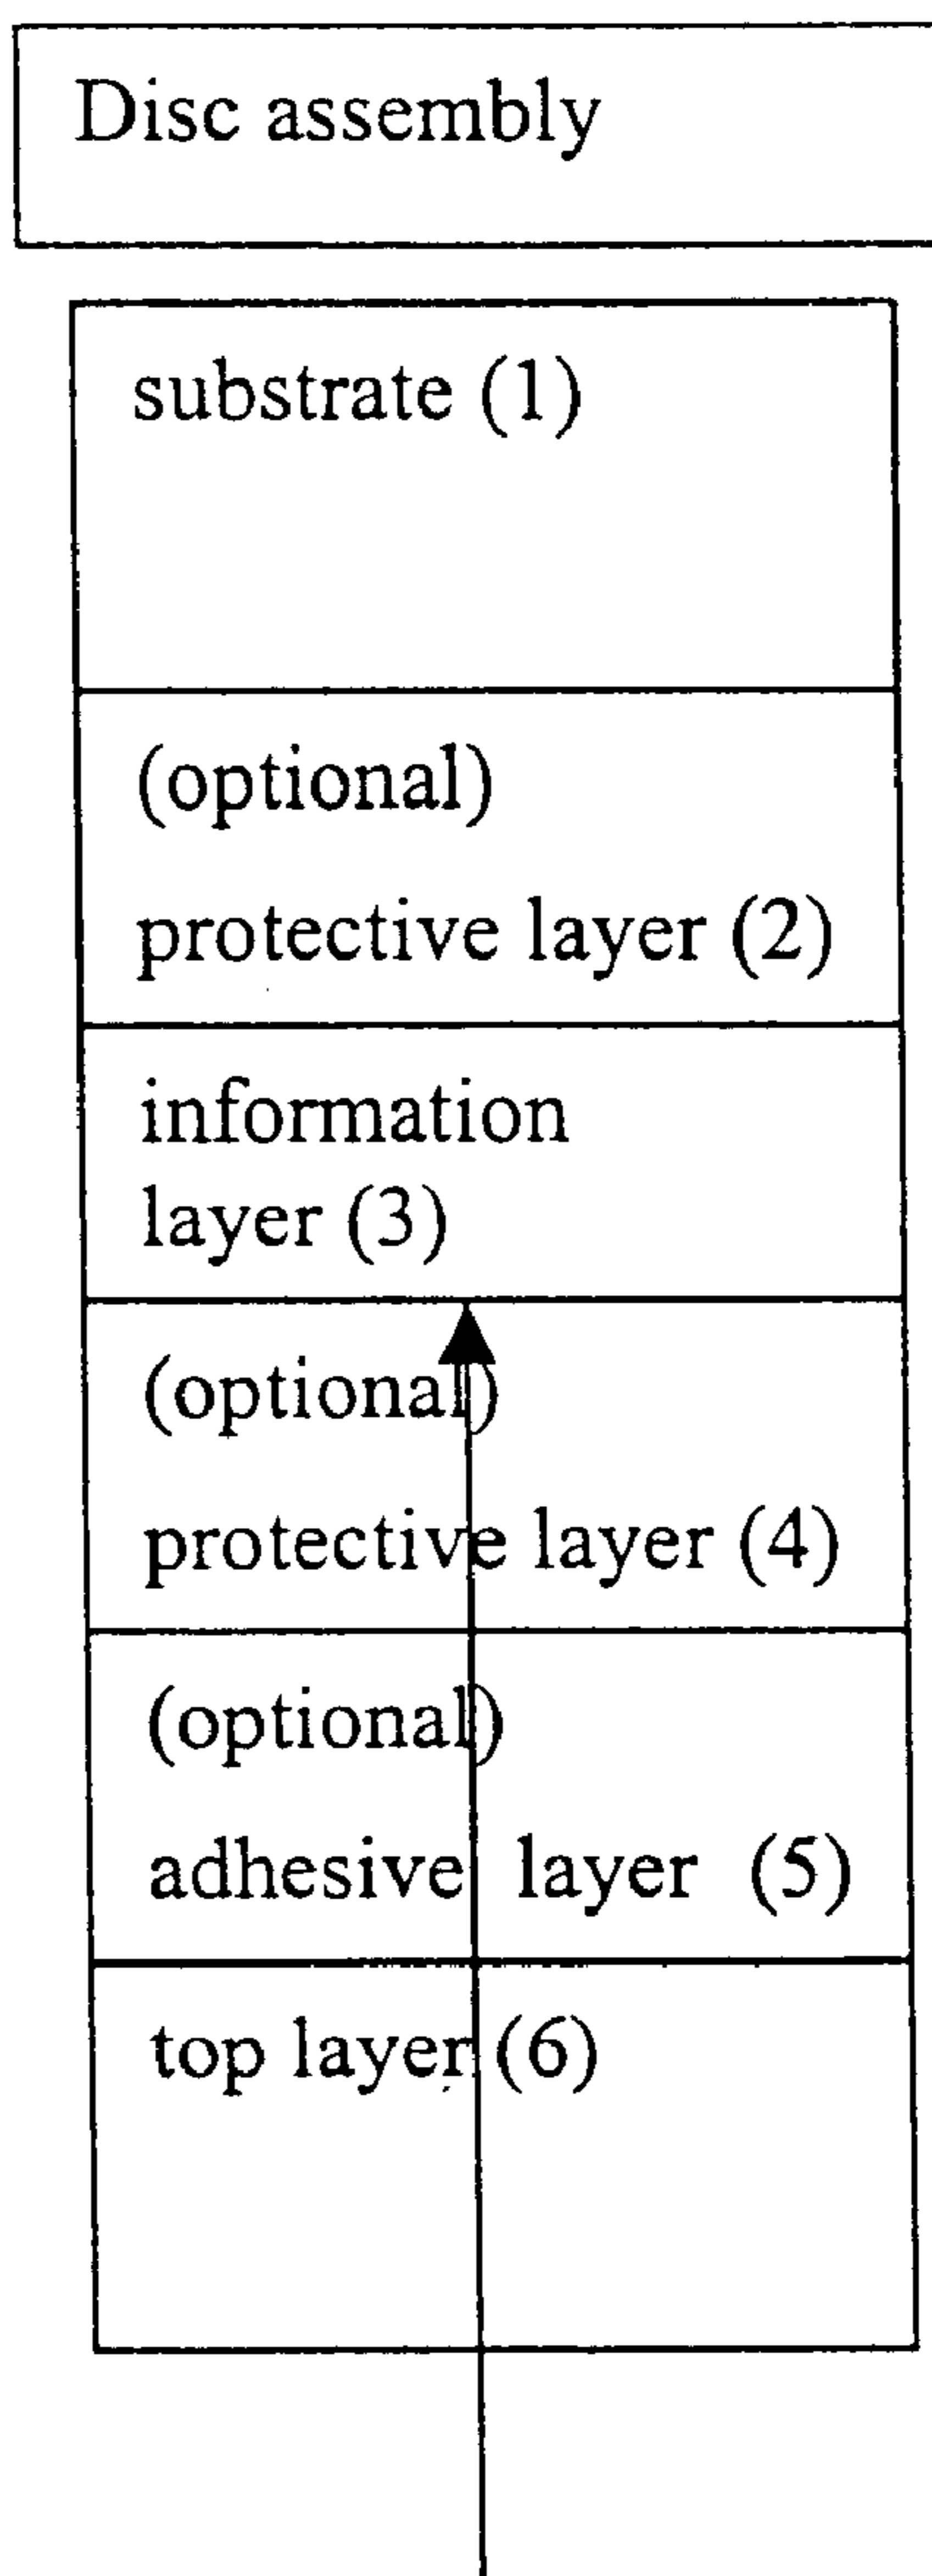 Disc assembly
substrate (1)
(optional)
protective layer (2)
information
layer (3)
(optional)
protective layer (4)
(optional)
adhesive layer (5)
top layer (6)